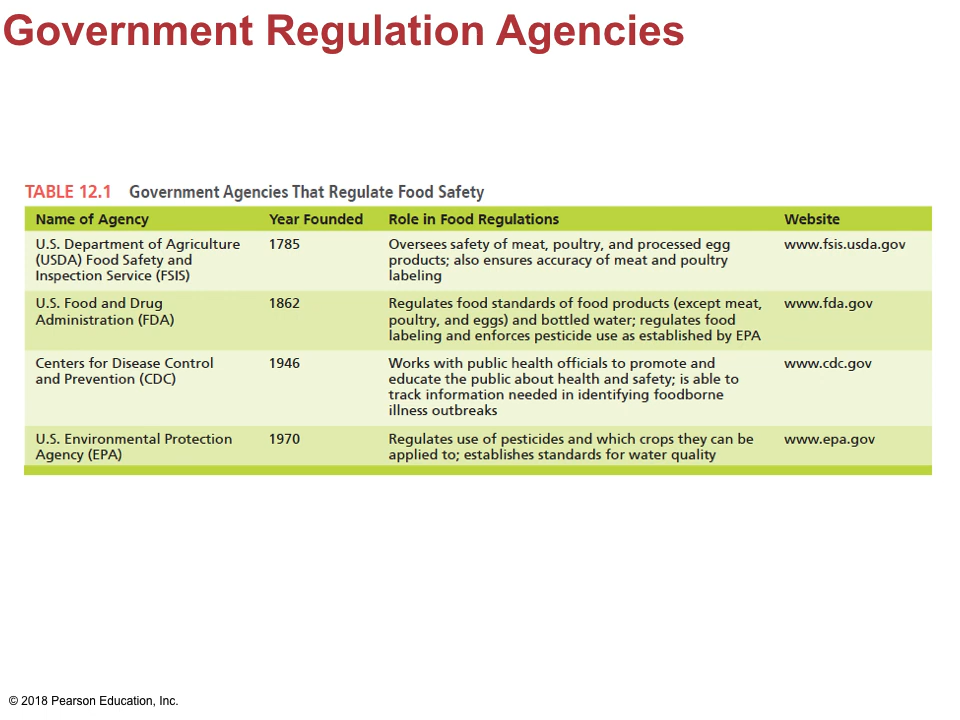 Government Regulation Agencies
TABLE 12.1 Government Agencies That Regulate Food Safety
Name of Agency Year Founded Role in Food Regulations Website
U.S. Department of Agriculture 1785 Oversees safety of meat, poultry, and processed egg www.fsis.usda.gov
(USDA) Food Safety and products; also ensures accuracy of meat and poultry
Inspection Service (FSIS) labeling
U.S. Food and Drug 1862 Regulates food standards of food products (except meat, www.fda.gov
Administration (FDA) poultry, and eggs) and bottled water; regulates food
labeling and enforces pesticide use as established by EPA
Centers for Disease Control 1946 Works with public health officials to promote and www.cdc.gov
and Prevention (CDC) educate the public about health and safety; is able to
track information needed in identifying foodborne
illness outbreaks
U.S. Environmental Protection 1970 Regulates use of pesticides and which crops they can be www.epa.gov
Agency (EPA) applied to; establishes standards for water quality
© 2018 Pearson Education, Inc.